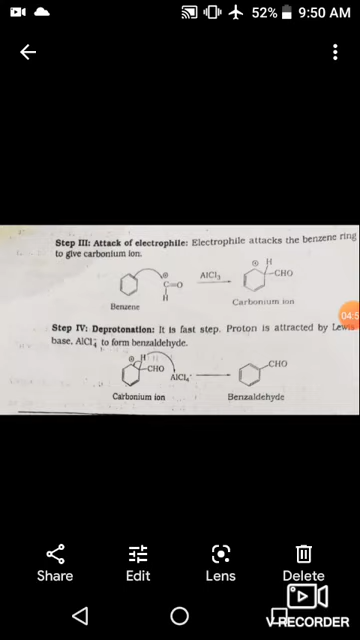 52% 9:50 AM
Step III: Attack of electrophile: Electrophile attacks the benzene ring
to give carbonium ion.
⊕
C=O
H
AlCl3
⊕ H
CHO
Benzene
Carbonium ion
04:5
Step IV: Deprotonation: It is fast step. Proton is attracted by Lewis
base, AlCl4⁻ to form benzaldehyde.
⊕ H
CHO
AlCl4⁻
CHO
Carbonium ion
Benzaldehyde
Share Edit Lens Delete
V-RECORDER